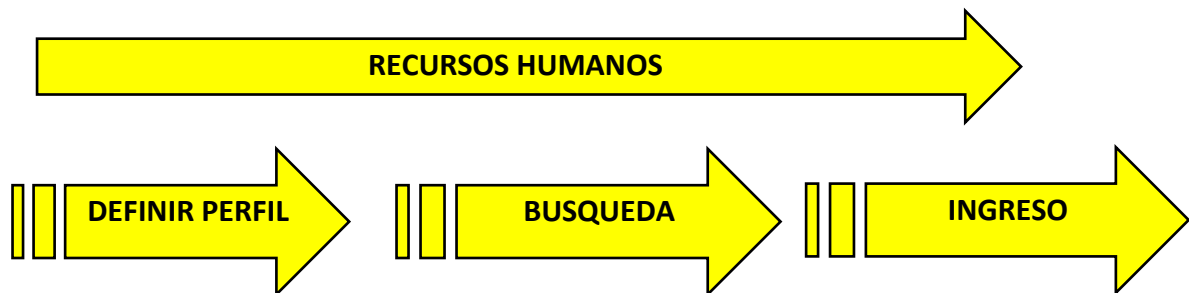 RECURSOS HUMANOS
DEFINIR PERFIL
BUSQUEDA
INGRESO